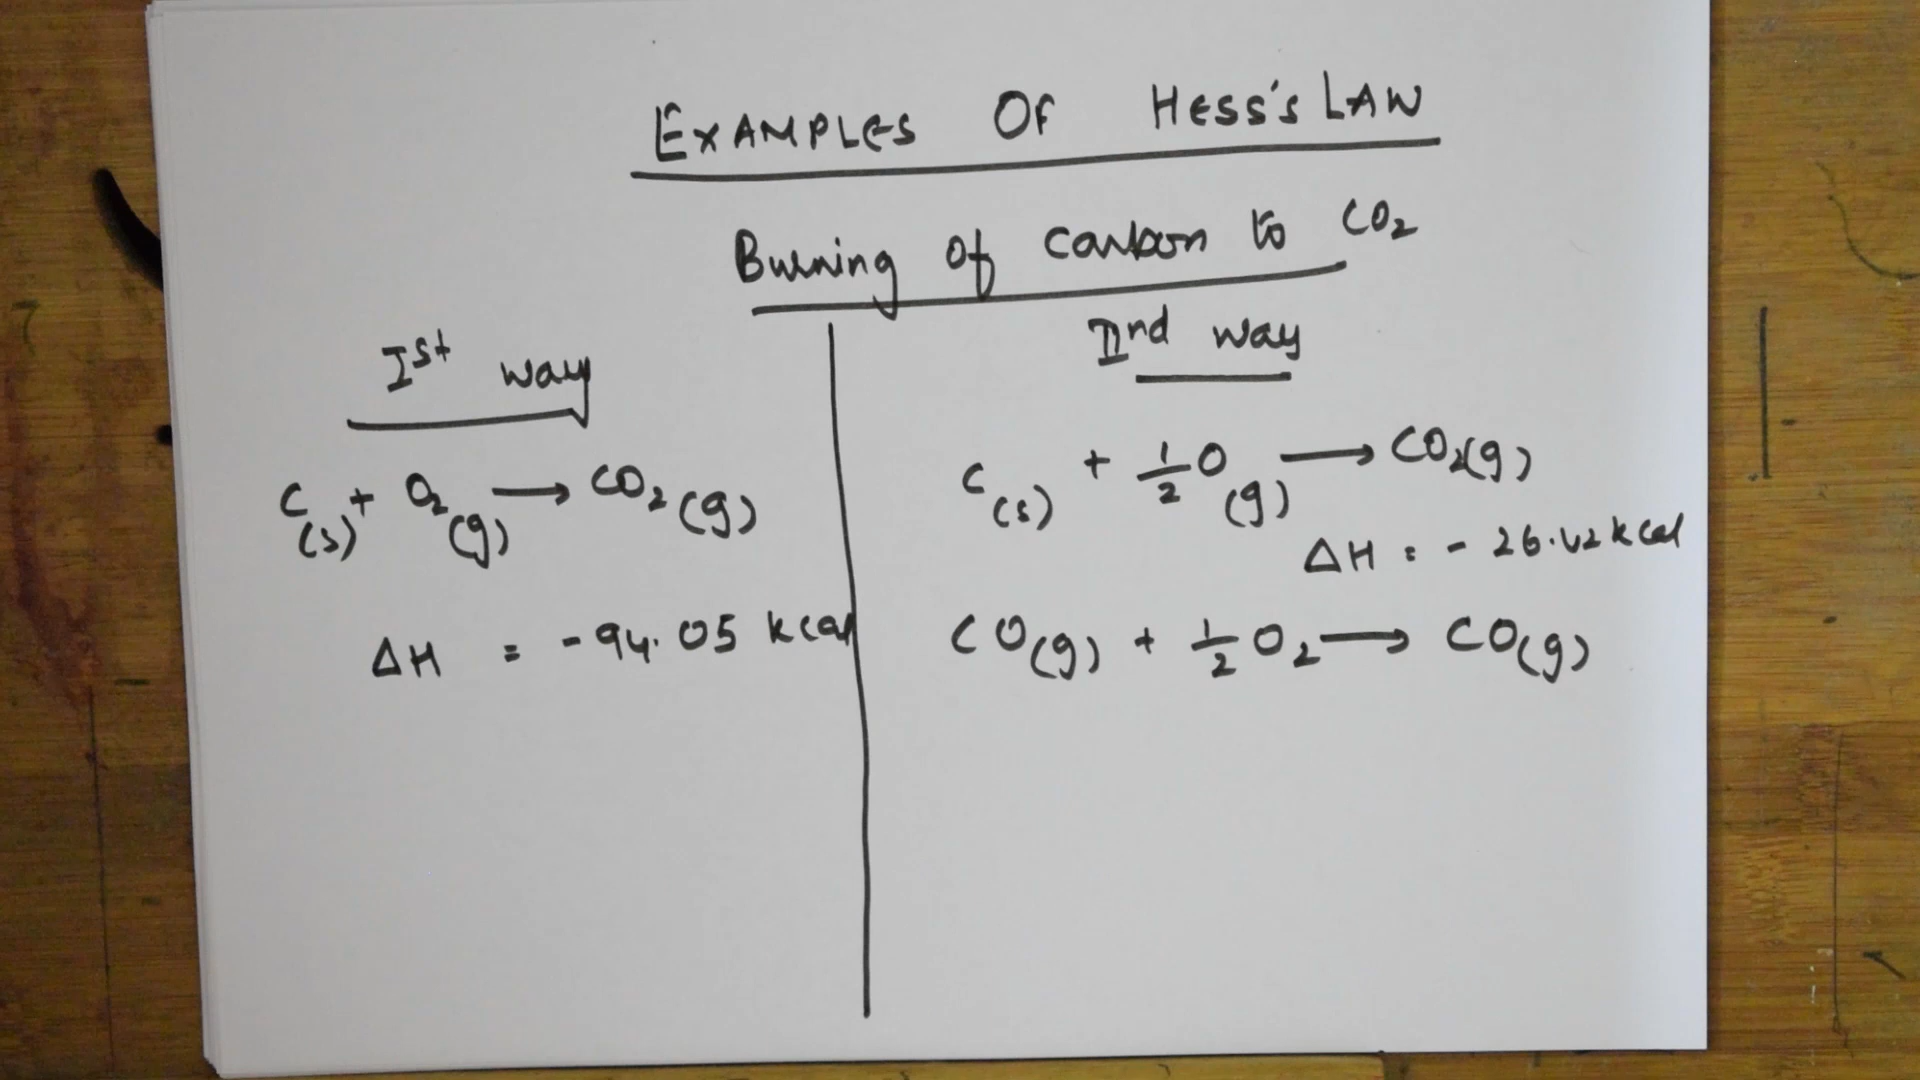 EXAMPLES OF HESS'S LAW
Burning of carbon to CO₂
Iˢᵗ way
C(s) + O₂(g) → CO₂(g)
ΔH = -94.05 kcal
IIⁿᵈ way
C(s) + 1/2 O(g) → CO₂(g)
ΔH = - 26.42 kcal
CO(g) + 1/2 O₂ → CO(g)